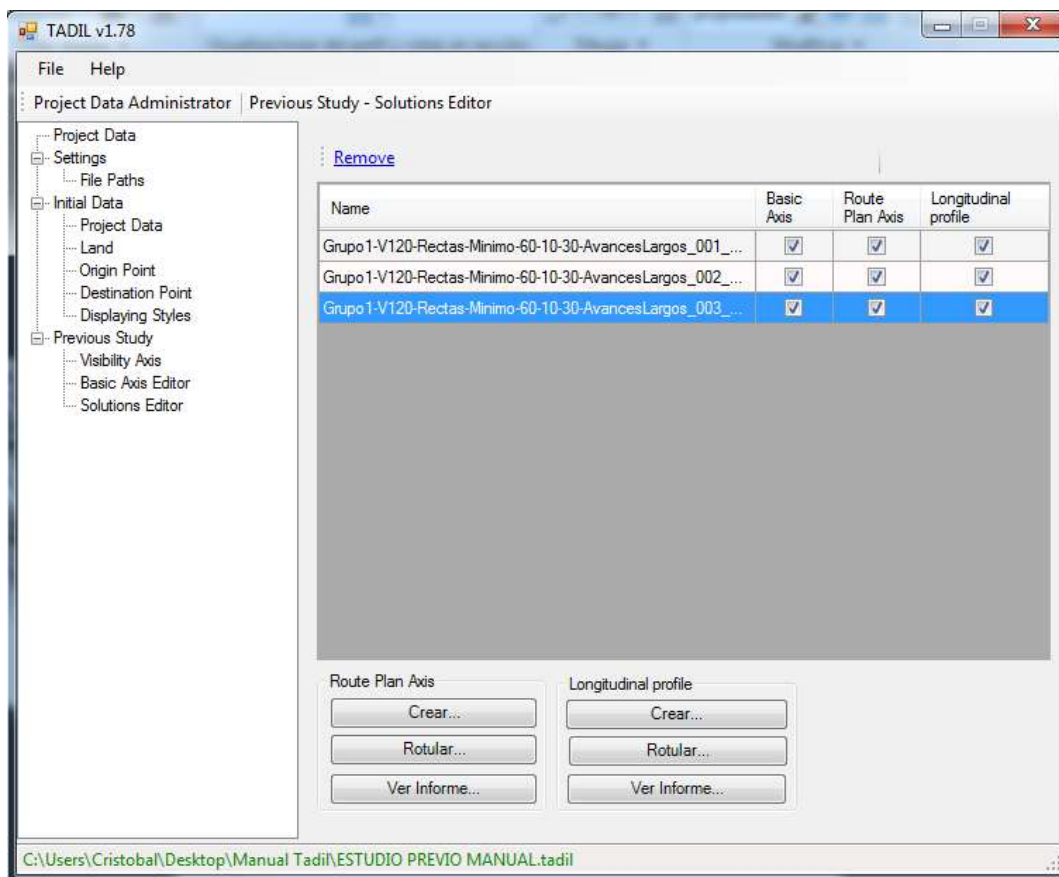 TADIL v1.78
File Help
Project Data Administrator Previous Study - Solutions Editor
Project Data
Settings
File Paths
Initial Data
Project Data
Land
Origin Point
Destination Point
Displaying Styles
Previous Study
Visibility Axis
Basic Axis Editor
Solutions Editor
Remove
Name Basic Axis Route Plan Axis Longitudinal profile
Grupo1-V120-Rectas-Minimo-60-10-30-AvancesLargos_001_...
Grupo1-V120-Rectas-Minimo-60-10-30-AvancesLargos_002_...
Grupo1-V120-Rectas-Minimo-60-10-30-AvancesLargos_003_...
Route Plan Axis
Crear...
Rotular...
Ver Informe...
Longitudinal profile
Crear...
Rotular...
Ver Informe...
C:\Users\Cristobal\Desktop\Manual Tadil\ESTUDIO PREVIO MANUAL.tadil